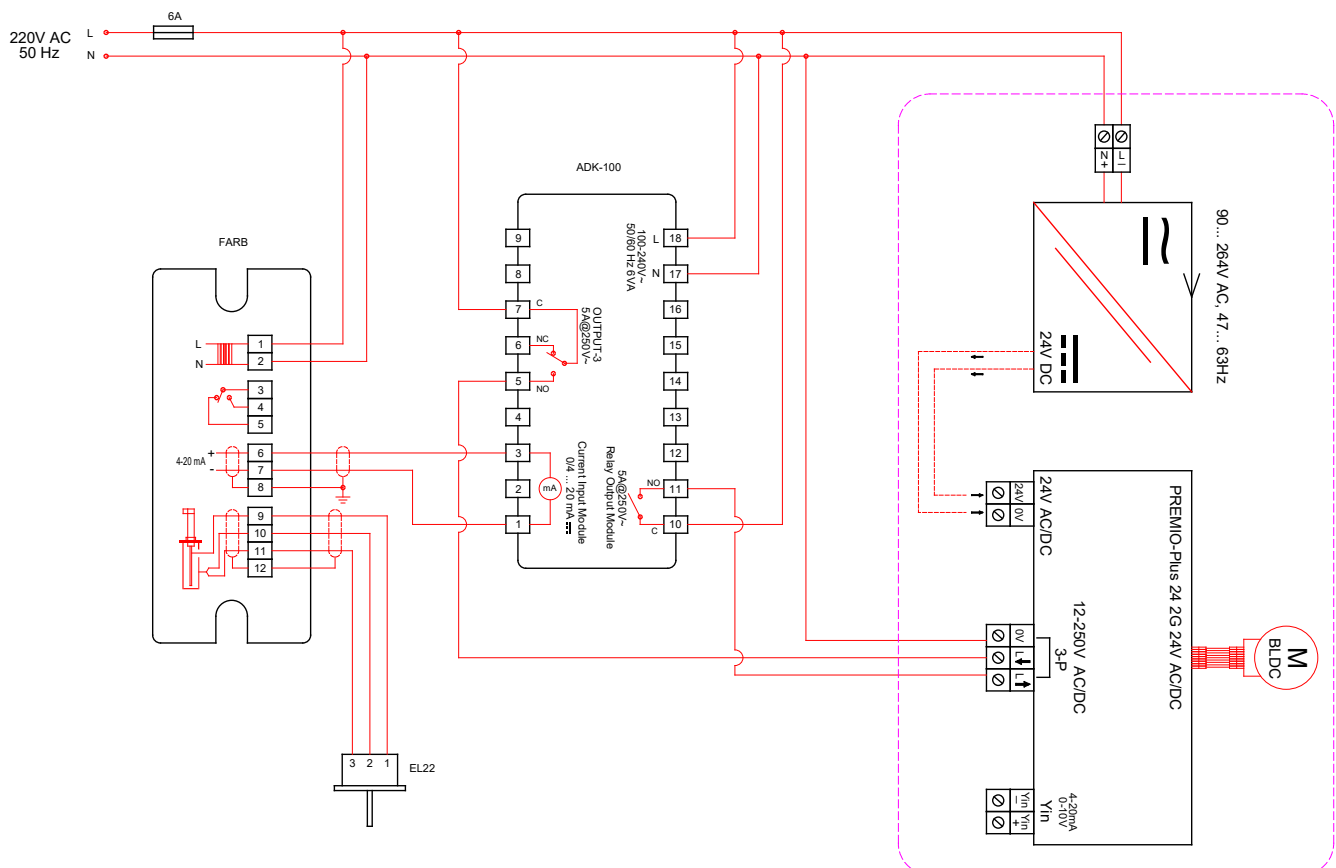 6A
220V AC
50 Hz
L
N
ADK-100
FARB
L
N
1
2
3
4
5
4-20 mA
+
-
6
7
8
9
10
11
12
3 2 1
EL22
9
8
7
6
5
4
3
2
1
C
NC
NO
OUTPUT-3
5A@250V~
mA
Current Input Module
0/4 ... 20 mA
L
N
100-240V~
50/60 Hz 6VA
18
17
16
15
14
13
12
11
10
5A@250V~
Relay Output Module
NO
C
N +
L –
90... 264V AC, 47... 63Hz
24V DC
24V
0V
24V AC/DC
PREMIO-Plus 24 2G 24V AC/DC
M
BLDC
0V
L
L
3-P
12-250V AC/DC
Yin –
Yin +
Yin
4-20mA
0-10V